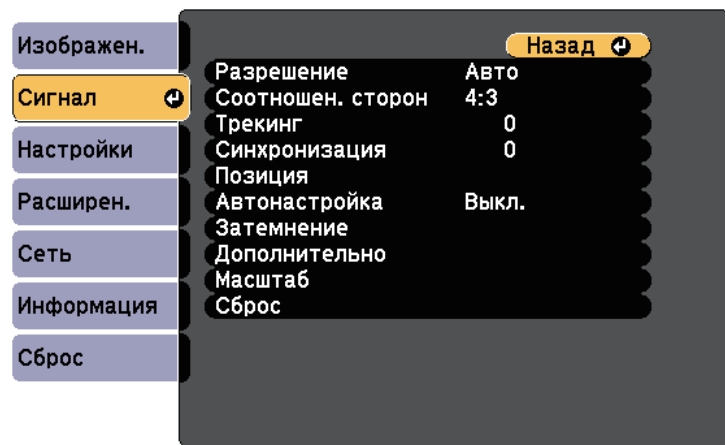 Изображен.
Сигнал
Настройки
Расширен.
Сеть
Информация
Сброс
Назад
Разрешение Авто
Соотношен. сторон 4:3
Трекинг 0
Синхронизация 0
Позиция
Автонастройка Выкл.
Затемнение
Дополнительно
Масштаб
Сброс